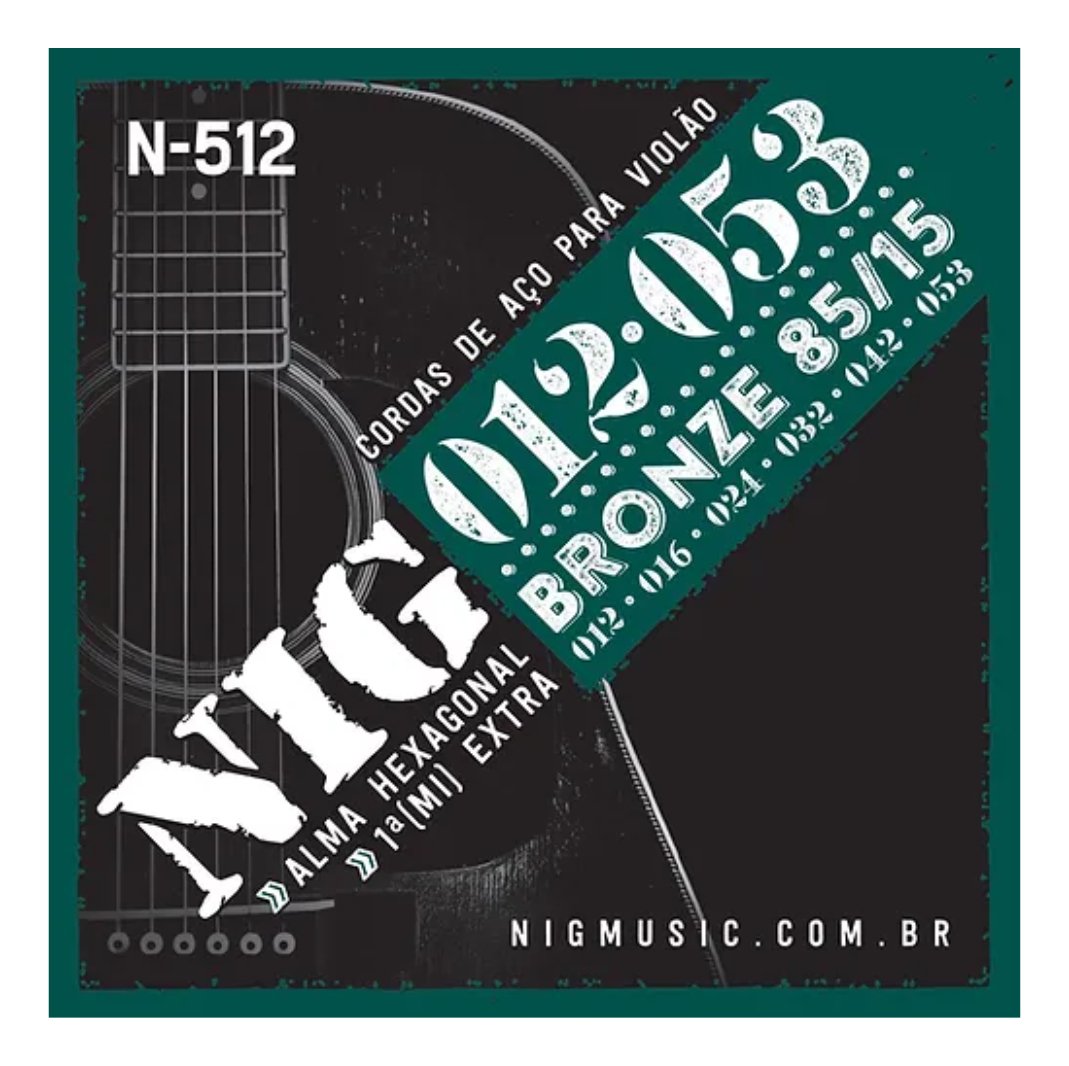 N-512
CORDAS DE AÇO PARA VIOLÃO
012·053
BRONZE 85/15
012·016·024·032·042·053
NIG
ALMA HEXAGONAL
1ª(MI) EXTRA
NIGMUSIC.COM.BR